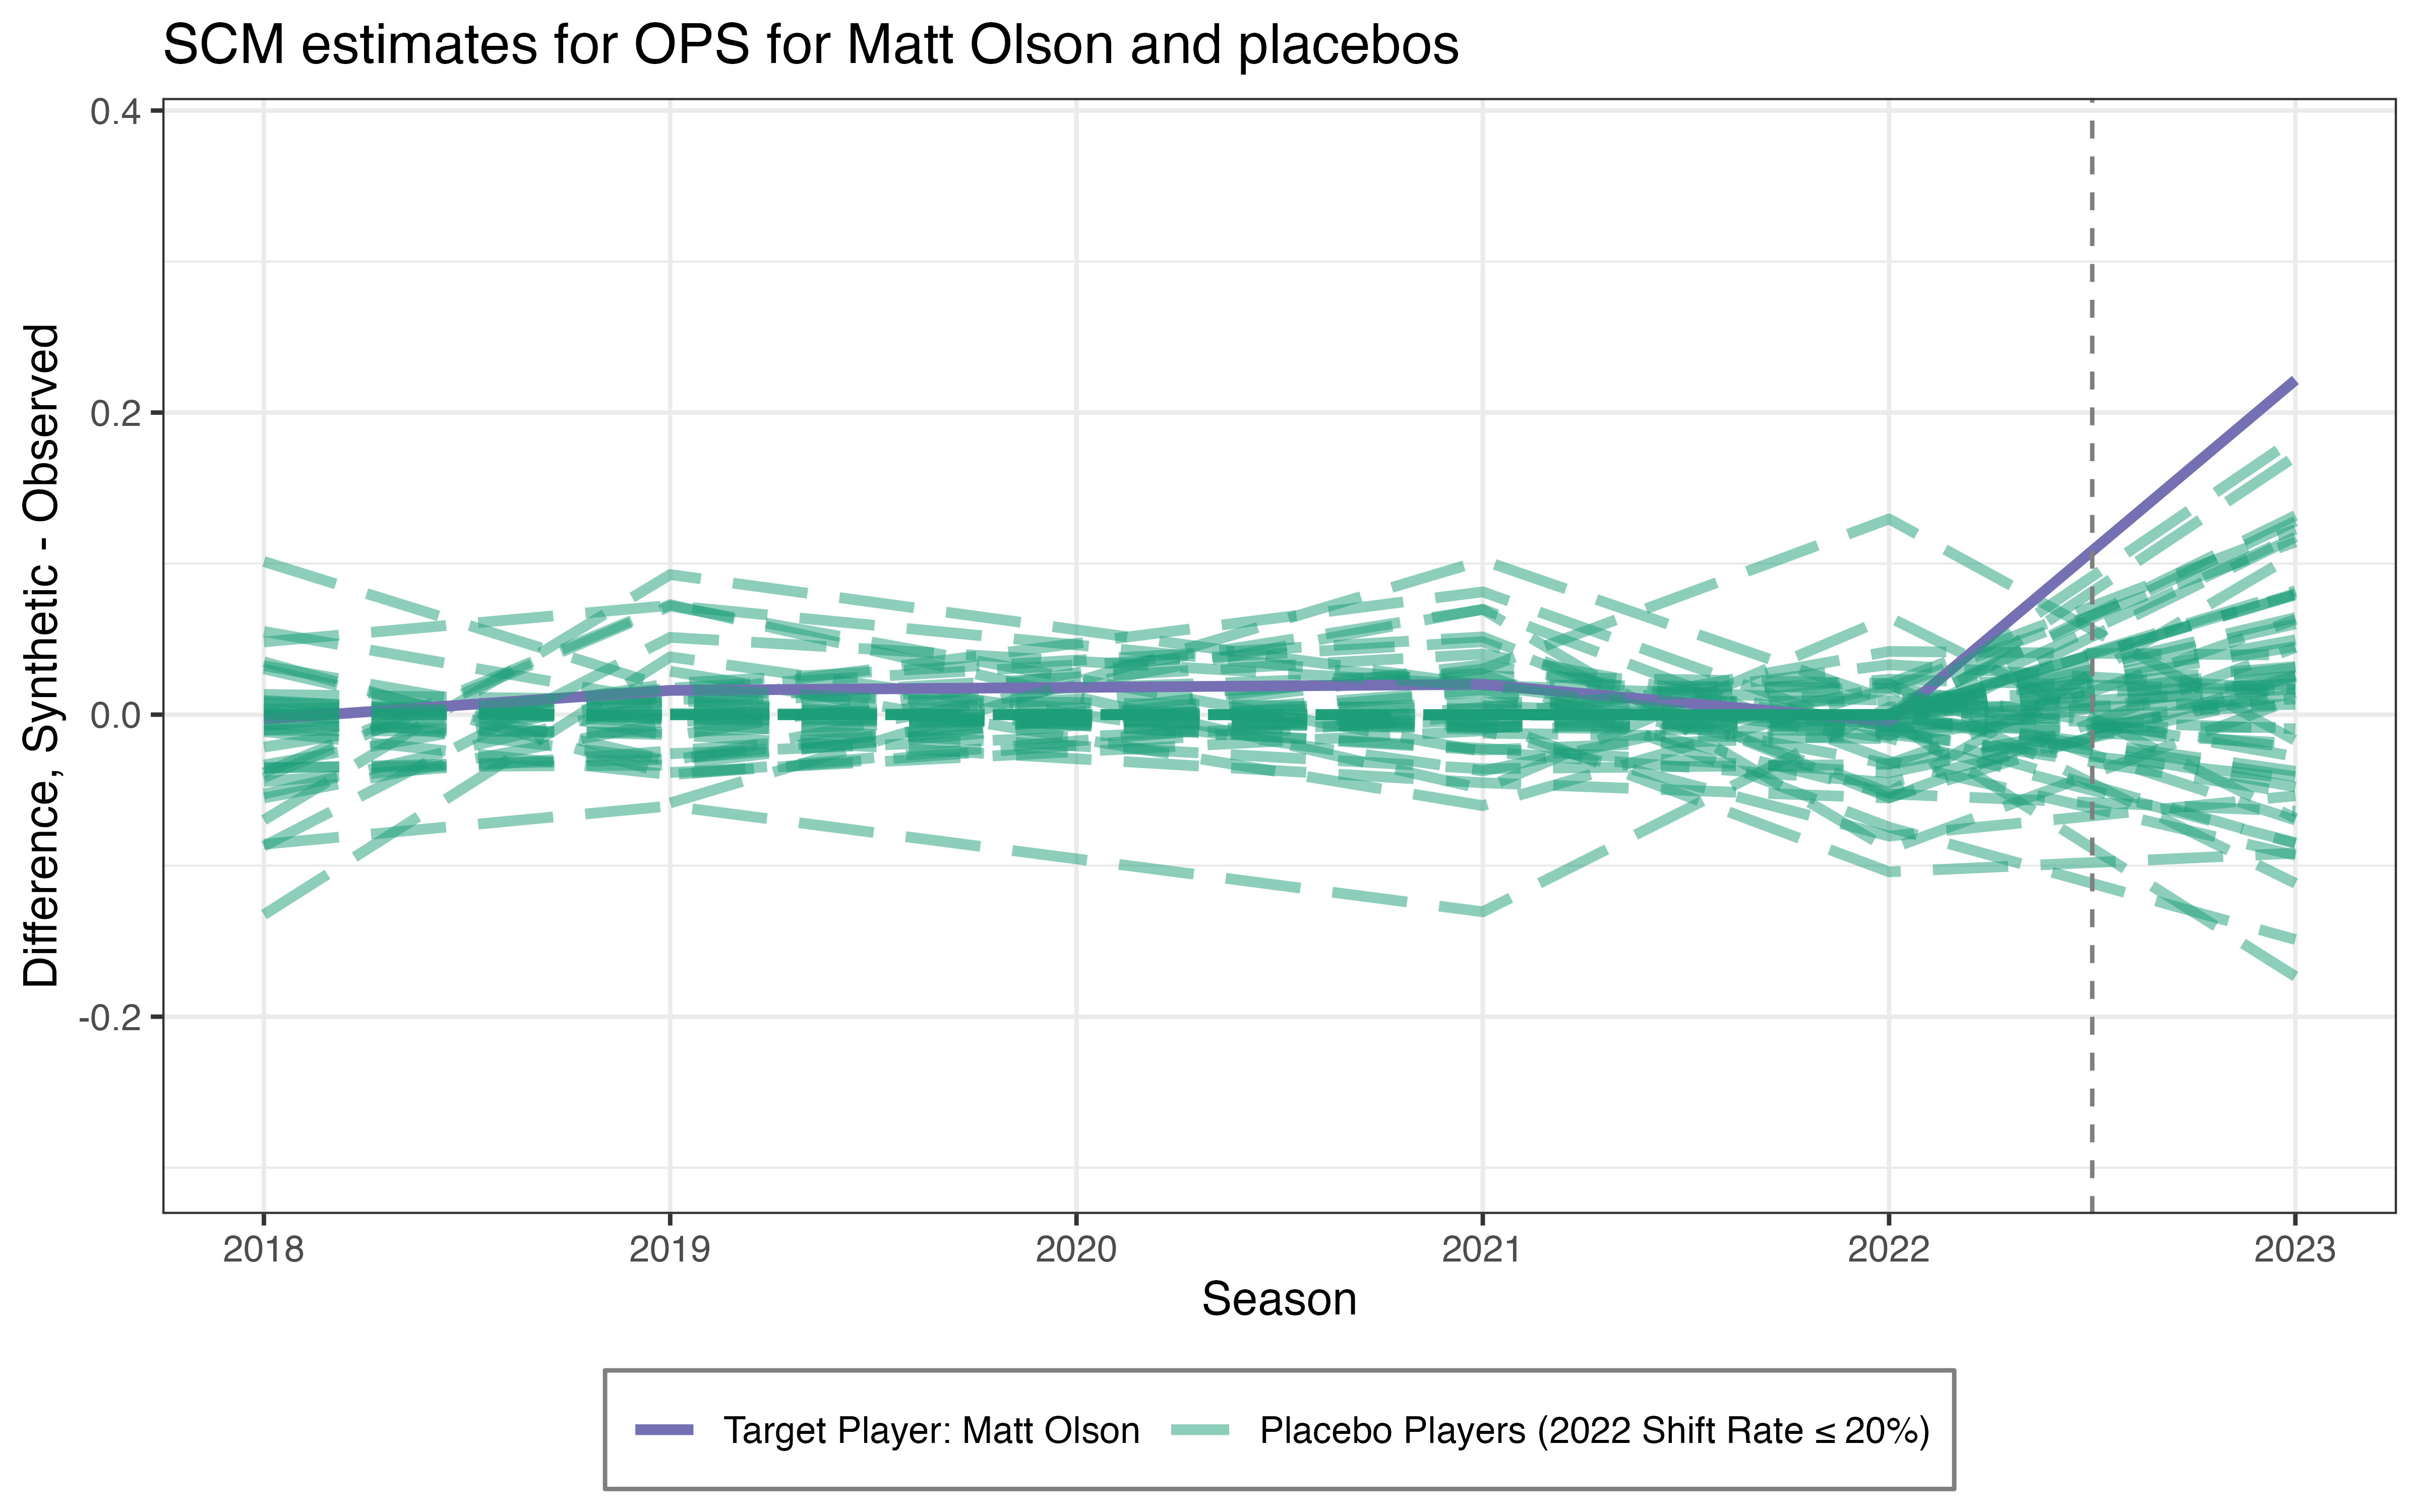 SCM estimates for OPS for Matt Olson and placebos
Difference, Synthetic - Observed
0.4
0.2
0.0
-0.2
2018 2019 2020 2021 2022 2023
Season
Target Player: Matt Olson Placebo Players (2022 Shift Rate ≤ 20%)